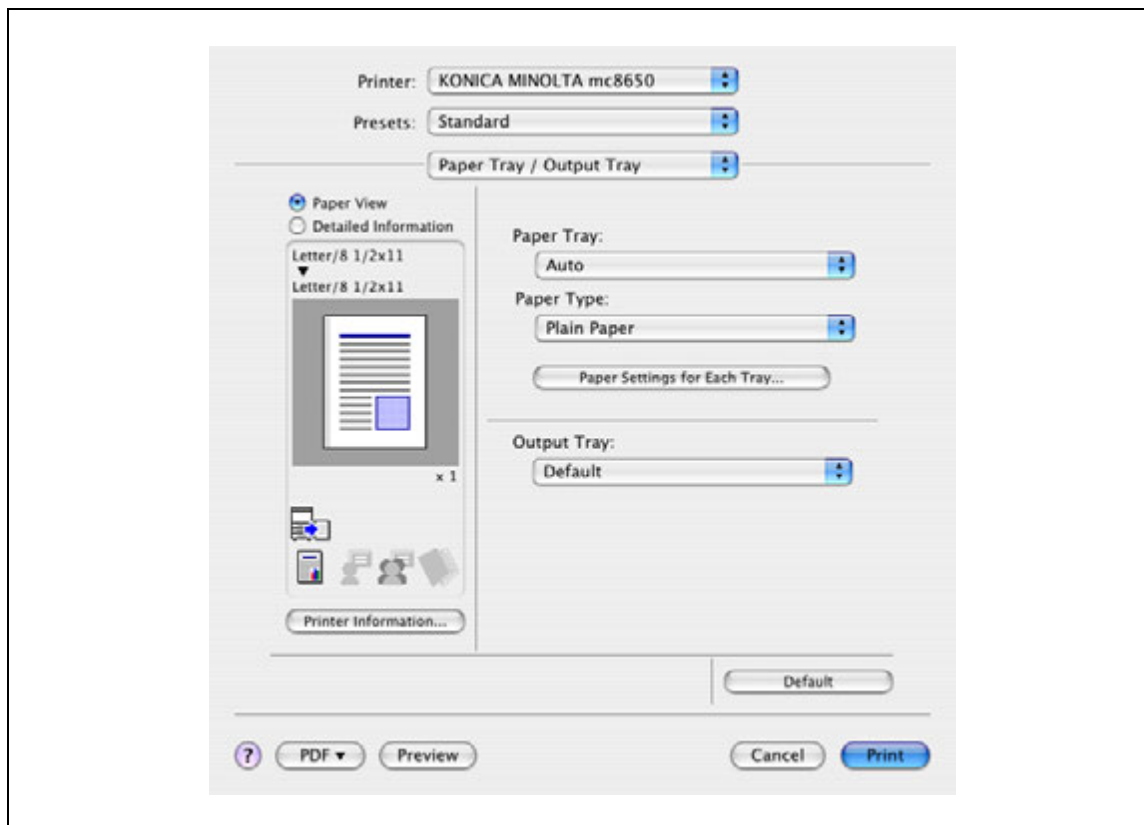 Printer: KONICA MINOLTA mc8650
Presets: Standard
Paper Tray / Output Tray
Paper View
Detailed Information
Letter/8 1/2x11
▼
Letter/8 1/2x11
x 1
Printer Information...
Paper Tray:
Auto
Paper Type:
Plain Paper
Paper Settings for Each Tray...
Output Tray:
Default
Default
? PDF ▼ Preview Cancel Print